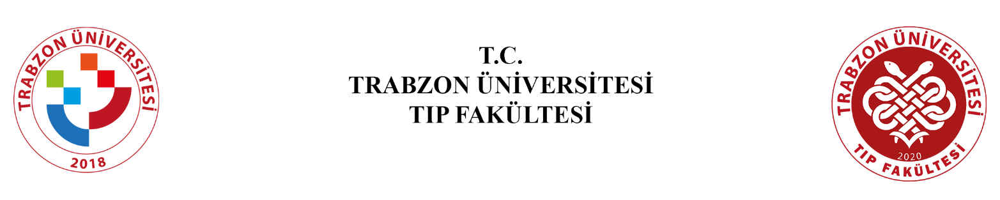 TRABZON ÜNİVERSİTESİ
2018
T.C.
TRABZON ÜNİVERSİTESİ
TIP FAKÜLTESİ
TRABZON ÜNİVERSİTESİ
2020
TIP FAKÜLTESİ